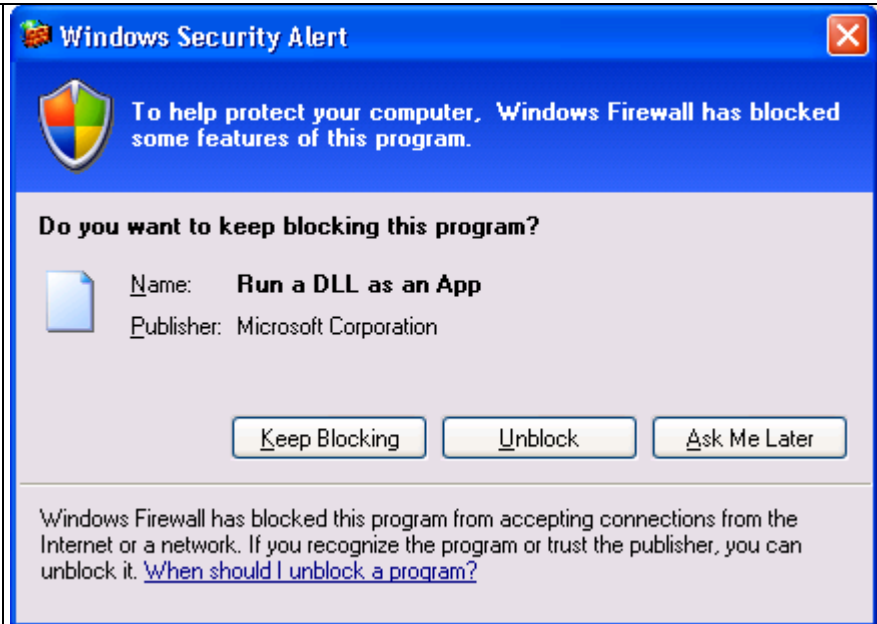 Windows Security Alert
To help protect your computer, Windows Firewall has blocked
some features of this program.
Do you want to keep blocking this program?
Name: Run a DLL as an App
Publisher: Microsoft Corporation
Keep Blocking Unblock Ask Me Later
Windows Firewall has blocked this program from accepting connections from the
Internet or a network. If you recognize the program or trust the publisher, you can
unblock it. When should I unblock a program?